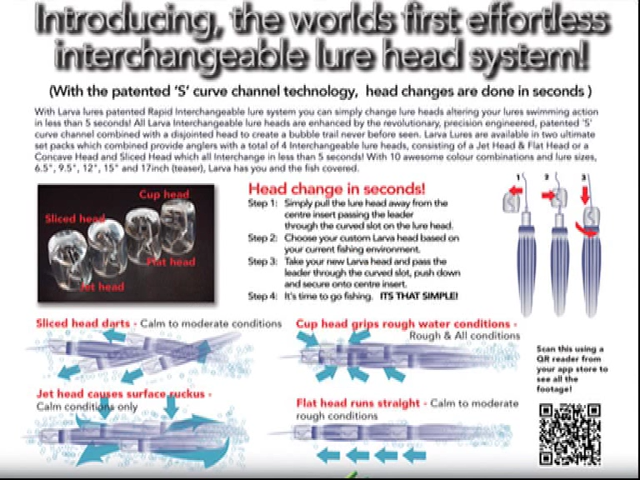 Introducing, the worlds first effortless
interchangeable lure head system!
(With the patented 'S' curve channel technology, head changes are done in seconds )
With Larva lures patented Rapid Interchangeable lure system you can simply change lure heads altering your lures swimming action
in less than 5 seconds! All Larva Interchangeable lure heads are enhanced by the revolutionary, precision engineered, patented 'S'
curve channel combined with a disjointed head to create a bubble trail never before seen. Larva Lures are available in two ultimate
set packs which combined provide anglers with a total of 4 Interchangeable lure heads, consisting of a Jet Head & Flat Head or a
Concave Head and Sliced Head which all Interchange in less than 5 seconds! With 10 awesome colour combinations and lure sizes,
6.5", 9.5", 12", 15" and 17inch (teaser), Larva has you and the fish covered.
Cup head
Sliced head
Flat head
Jet head
Head change in seconds!
Step 1: Simply pull the lure head away from the
centre insert passing the leader
through the curved slot on the lure head.
Step 2: Choose your custom Larva head based on
your current fishing environment.
Step 3: Take your new Larva head and pass the
leader through the curved slot, push down
and secure onto centre insert.
Step 4: It's time to go fishing. ITS THAT SIMPLE!
1 2 3
Sliced head darts - Calm to moderate conditions
Cup head grips rough water conditions -
Rough & All conditions
Jet head causes surface ruckus -
Calm conditions only
Flat head runs straight - Calm to moderate
rough conditions
Scan this using a
QR reader from
your app store to
see all the
footage!